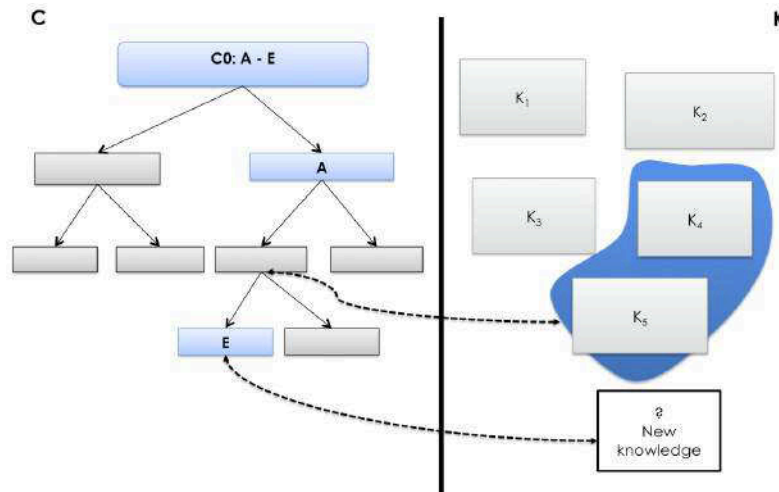 C
K
C0: A - E
K₁
K₂
A
K₃
K₄
K₅
E
?
New
knowledge